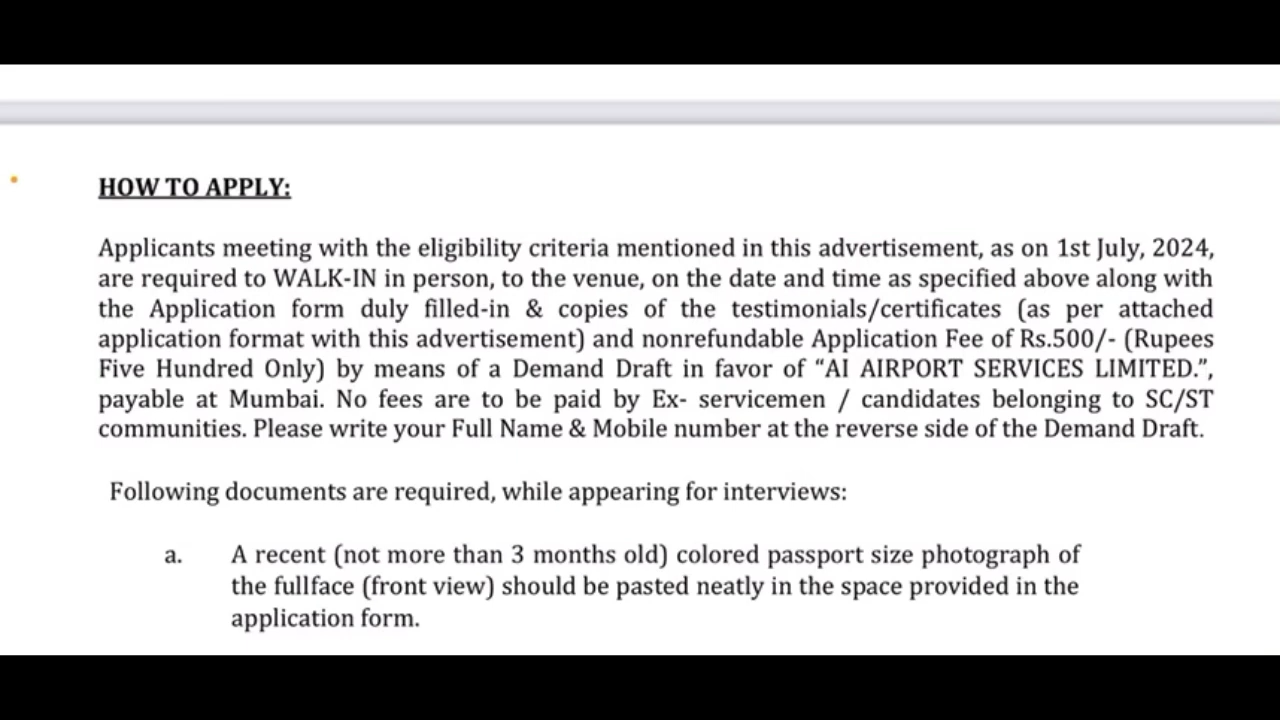 HOW TO APPLY:
Applicants meeting with the eligibility criteria mentioned in this advertisement, as on 1st July, 2024,
are required to WALK-IN in person, to the venue, on the date and time as specified above along with
the Application form duly filled-in & copies of the testimonials/certificates (as per attached
application format with this advertisement) and nonrefundable Application Fee of Rs.500/- (Rupees
Five Hundred Only) by means of a Demand Draft in favor of “AI AIRPORT SERVICES LIMITED.”,
payable at Mumbai. No fees are to be paid by Ex- servicemen / candidates belonging to SC/ST
communities. Please write your Full Name & Mobile number at the reverse side of the Demand Draft.
Following documents are required, while appearing for interviews:
a. A recent (not more than 3 months old) colored passport size photograph of
the fullface (front view) should be pasted neatly in the space provided in the
application form.